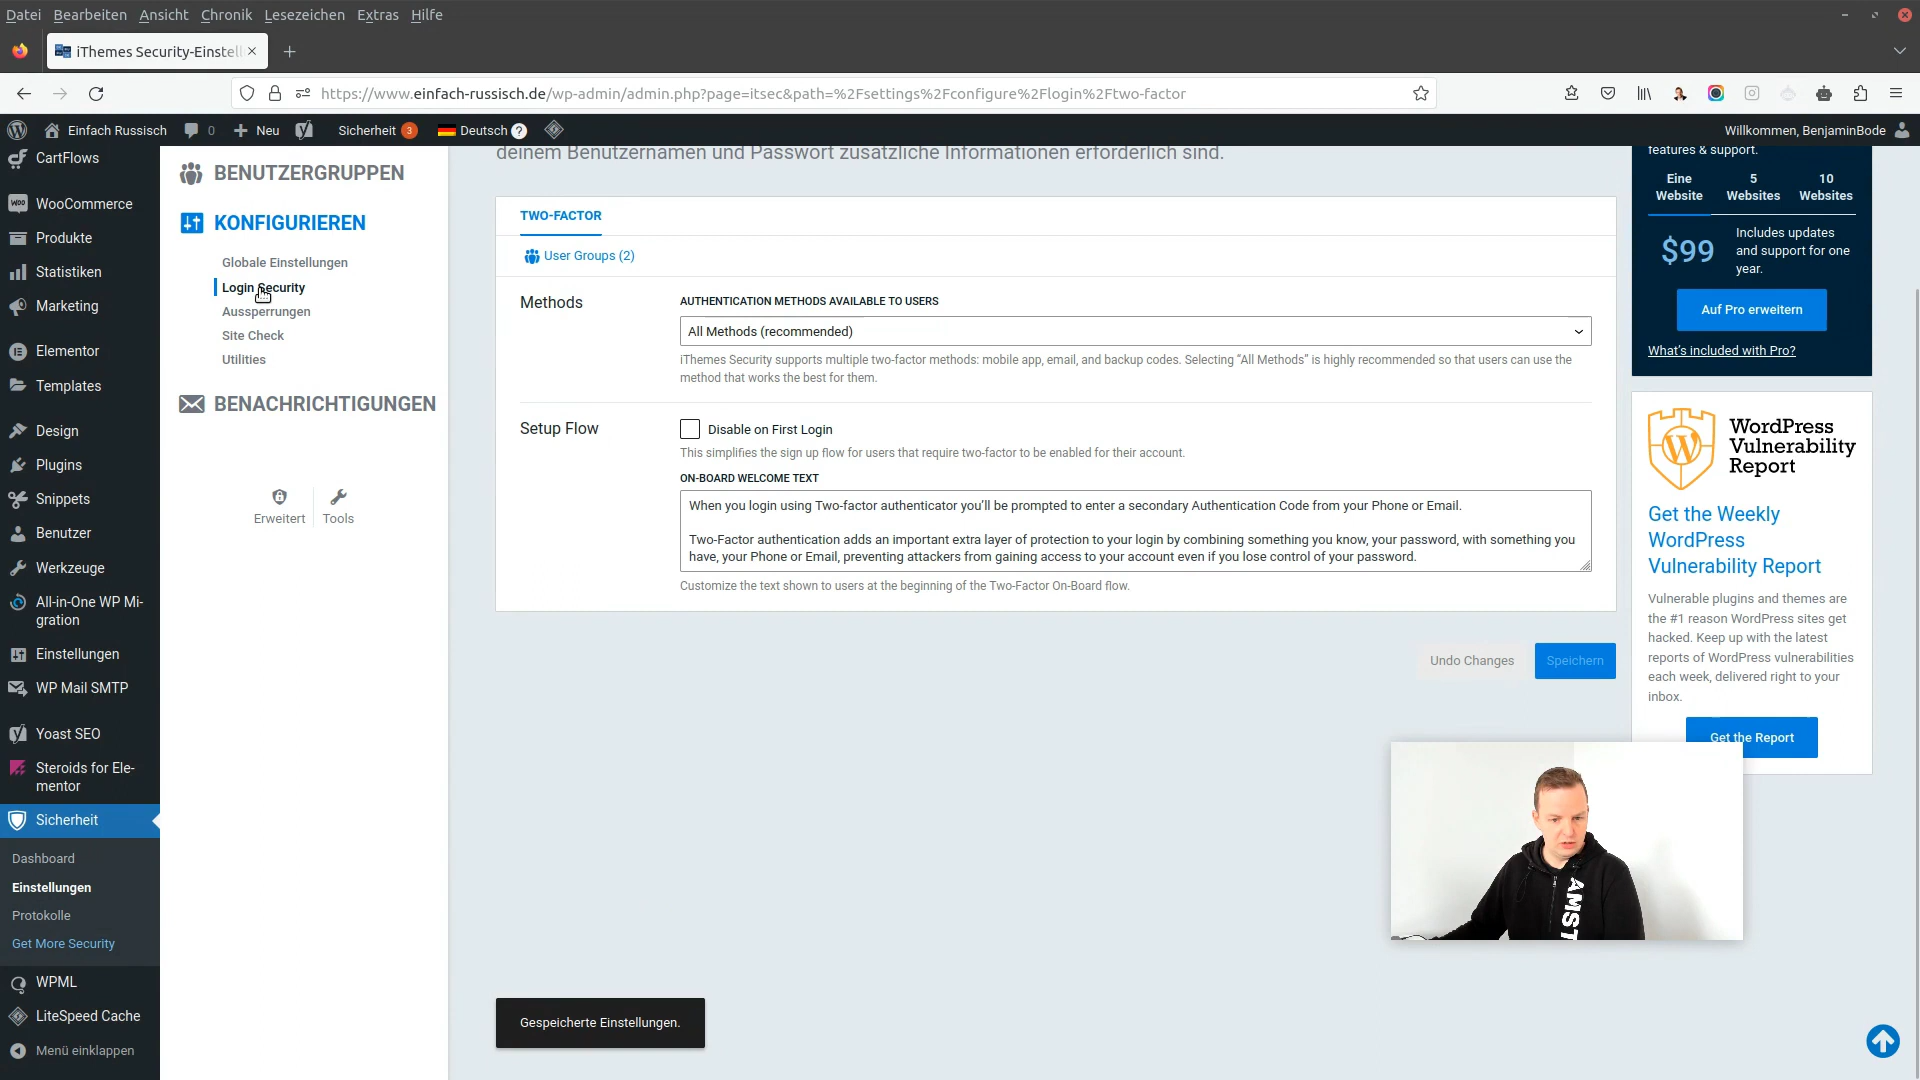 Datei Bearbeiten Ansicht Chronik Lesezeichen Extras Hilfe
iThemes Security-Einstell
https://www.einfach-russisch.de/wp-admin/admin.php?page=itsec&path=%2Fsettings%2Fconfigure%2Flogin%2Ftwo-factor
Einfach Russisch
0
Neu
Sicherheit 3
Deutsch ?
Willkommen, BenjaminBode
CartFlows
WooCommerce
Produkte
Statistiken
Marketing
Elementor
Templates
Design
Plugins
Snippets
Benutzer
Werkzeuge
All-in-One WP Mi-
gration
Einstellungen
WP Mail SMTP
Yoast SEO
Steroids for Ele-
mentor
Sicherheit
Dashboard
Einstellungen
Protokolle
Get More Security
WPML
LiteSpeed Cache
Menü einklappen
BENUTZERGRUPPEN
KONFIGURIEREN
Globale Einstellungen
Login Security
Aussperrungen
Site Check
Utilities
BENACHRICHTIGUNGEN
Erweitert
Tools
deinem Benutzernamen und Passwort zusätzliche Informationen erforderlich sind.
TWO-FACTOR
User Groups (2)
Methods
AUTHENTICATION METHODS AVAILABLE TO USERS
All Methods (recommended)
iThemes Security supports multiple two-factor methods: mobile app, email, and backup codes. Selecting “All Methods” is highly recommended so that users can use the
method that works the best for them.
Setup Flow
Disable on First Login
This simplifies the sign up flow for users that require two-factor to be enabled for their account.
ON-BOARD WELCOME TEXT
When you login using Two-factor authenticator you’ll be prompted to enter a secondary Authentication Code from your Phone or Email.
Two-Factor authentication adds an important extra layer of protection to your login by combining something you know, your password, with something you
have, your Phone or Email, preventing attackers from gaining access to your account even if you lose control of your password.
Customize the text shown to users at the beginning of the Two-Factor On-Board flow.
Undo Changes
Speichern
Gespeicherte Einstellungen.
features & support.
Eine
Website
5
Websites
10
Websites
$99
Includes updates
and support for one
year.
Auf Pro erweitern
What's included with Pro?
WordPress
Vulnerability
Report
Get the Weekly
WordPress
Vulnerability Report
Vulnerable plugins and themes are
the #1 reason WordPress sites get
hacked. Keep up with the latest
reports of WordPress vulnerabilities
each week, delivered right to your
inbox.
Get the Report
AMST